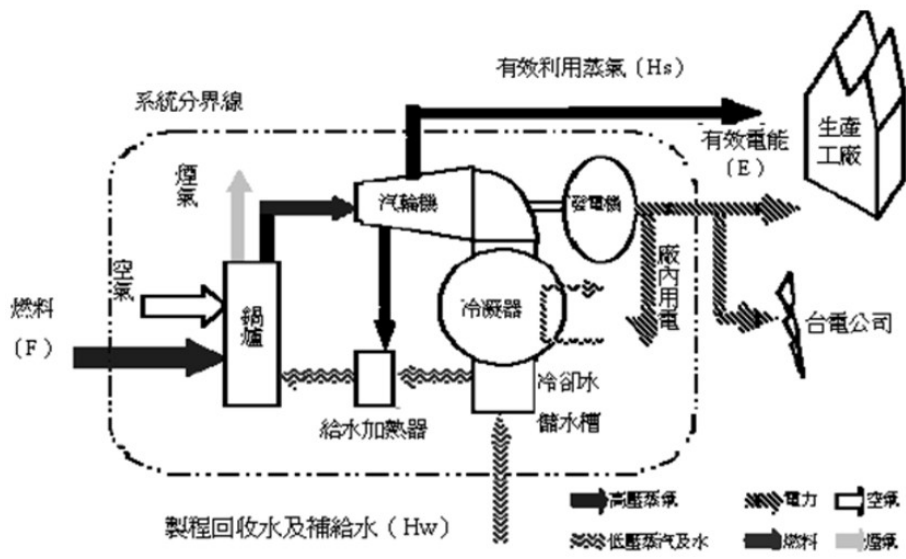 有效利用蒸氣(Hs)
系統分界線
有效電能
(E)
生產
工廠
煙氣
汽輪機
發電機
空氣
廠內用電
燃料
(F)
鍋爐
冷凝器
台電公司
冷卻水
給水加熱器
儲水槽
製程回收水及補給水(Hw)
高壓蒸氣
電力
空氣
低壓蒸汽及水
燃料
煙氣